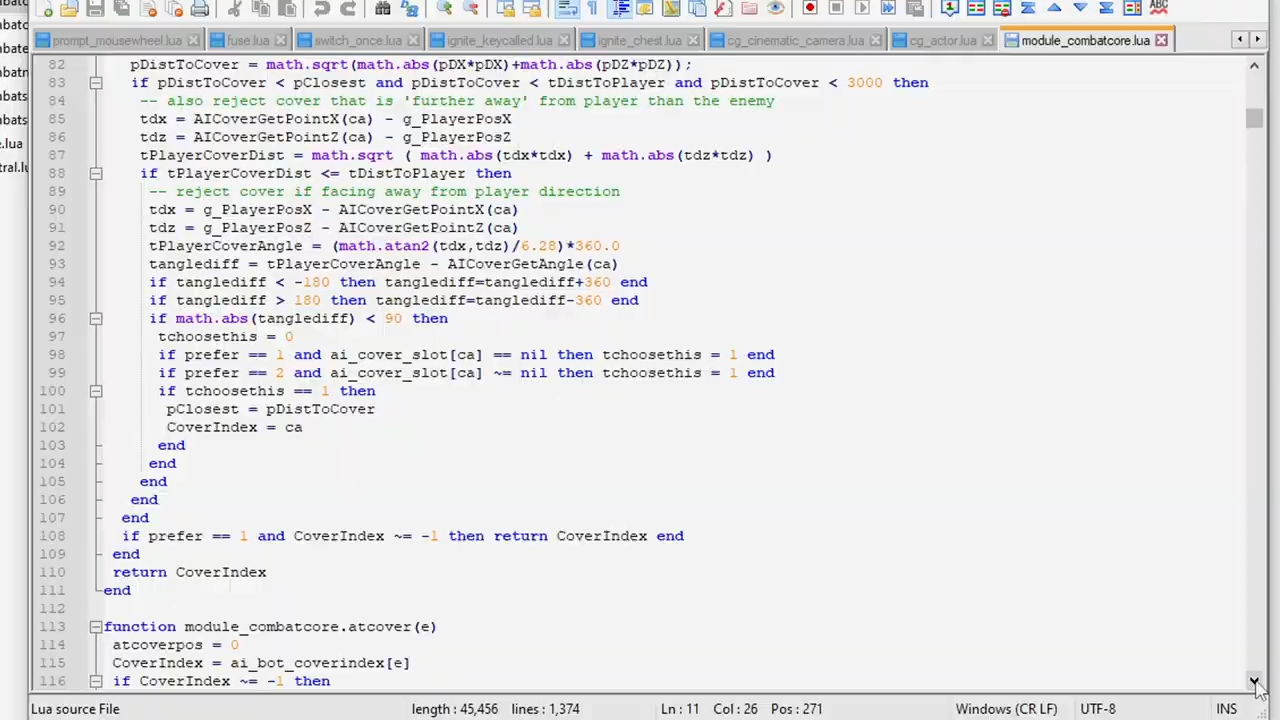 prompt_mousewheel.lua fuse.lua switch_once.lua ignite_keycalled.lua ignite_chest.lua cg_cinematic_camera.lua cg_actor.lua module_combatcore.lua
82 pDistToCover = math.sqrt(math.abs(pDX*pDX)+math.abs(pDZ*pDZ));
83 if pDistToCover < pClosest and pDistToCover < tDistToPlayer and pDistToCover < 3000 then
84 -- also reject cover that is 'further away' from player than the enemy
85 tdx = AICoverGetPointX(ca) - g_PlayerPosX
86 tdz = AICoverGetPointZ(ca) - g_PlayerPosZ
87 tPlayerCoverDist = math.sqrt ( math.abs(tdx*tdx) + math.abs(tdz*tdz) )
88 if tPlayerCoverDist <= tDistToPlayer then
89 -- reject cover if facing away from player direction
90 tdx = g_PlayerPosX - AICoverGetPointX(ca)
91 tdz = g_PlayerPosZ - AICoverGetPointZ(ca)
92 tPlayerCoverAngle = (math.atan2(tdx,tdz)/6.28)*360.0
93 tanglediff = tPlayerCoverAngle - AICoverGetAngle(ca)
94 if tanglediff < -180 then tanglediff=tanglediff+360 end
95 if tanglediff > 180 then tanglediff=tanglediff-360 end
96 if math.abs(tanglediff) < 90 then
97 tchoosethis = 0
98 if prefer == 1 and ai_cover_slot[ca] == nil then tchoosethis = 1 end
99 if prefer == 2 and ai_cover_slot[ca] ~= nil then tchoosethis = 1 end
100 if tchoosethis == 1 then
101 pClosest = pDistToCover
102 CoverIndex = ca
103 end
104 end
105 end
106 end
107 end
108 if prefer == 1 and CoverIndex ~= -1 then return CoverIndex end
109 end
110 return CoverIndex
111 end
112
113 function module_combatcore.atcover(e)
114 atcoverpos = 0
115 CoverIndex = ai_bot_coverindex[e]
116 if CoverIndex ~= -1 then
Lua source File length : 45,456 lines : 1,374 Ln : 11 Col : 26 Pos : 271 Windows (CR LF) UTF-8 INS